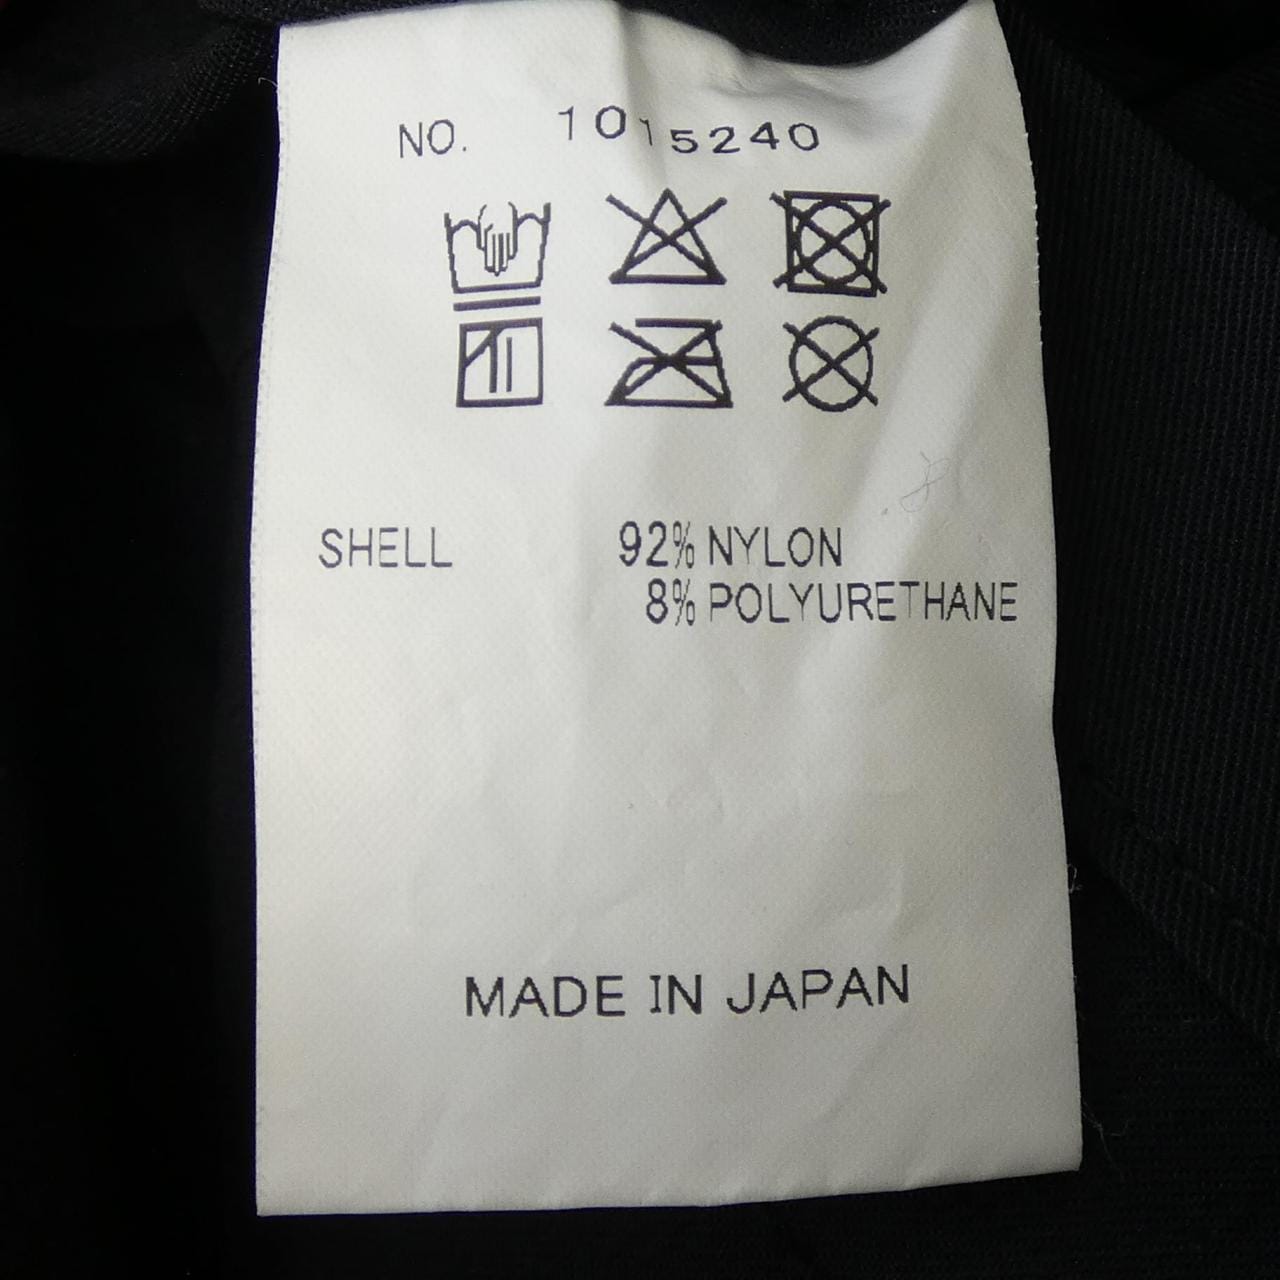 NO. 1015240
SHELL 92% NYLON
8% POLYURETHANE
MADE IN JAPAN